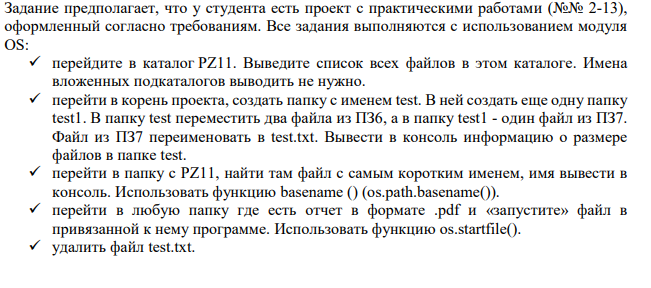 Задание предполагает, что у студента есть проект с практическими работами (№№ 2-13),
оформленный согласно требованиям. Все задания выполняются с использованием модуля
OS:
✓ перейдите в каталог PZ11. Выведите список всех файлов в этом каталоге. Имена
вложенных подкаталогов выводить не нужно.
✓ перейти в корень проекта, создать папку с именем test. В ней создать еще одну папку
test1. В папку test переместить два файла из ПЗ6, а в папку test1 - один файл из ПЗ7.
Файл из ПЗ7 переименовать в test.txt. Вывести в консоль информацию о размере
файлов в папке test.
✓ перейти в папку с PZ11, найти там файл с самым коротким именем, имя вывести в
консоль. Использовать функцию basename () (os.path.basename()).
✓ перейти в любую папку где есть отчет в формате .pdf и «запустите» файл в
привязанной к нему программе. Использовать функцию os.startfile().
✓ удалить файл test.txt.